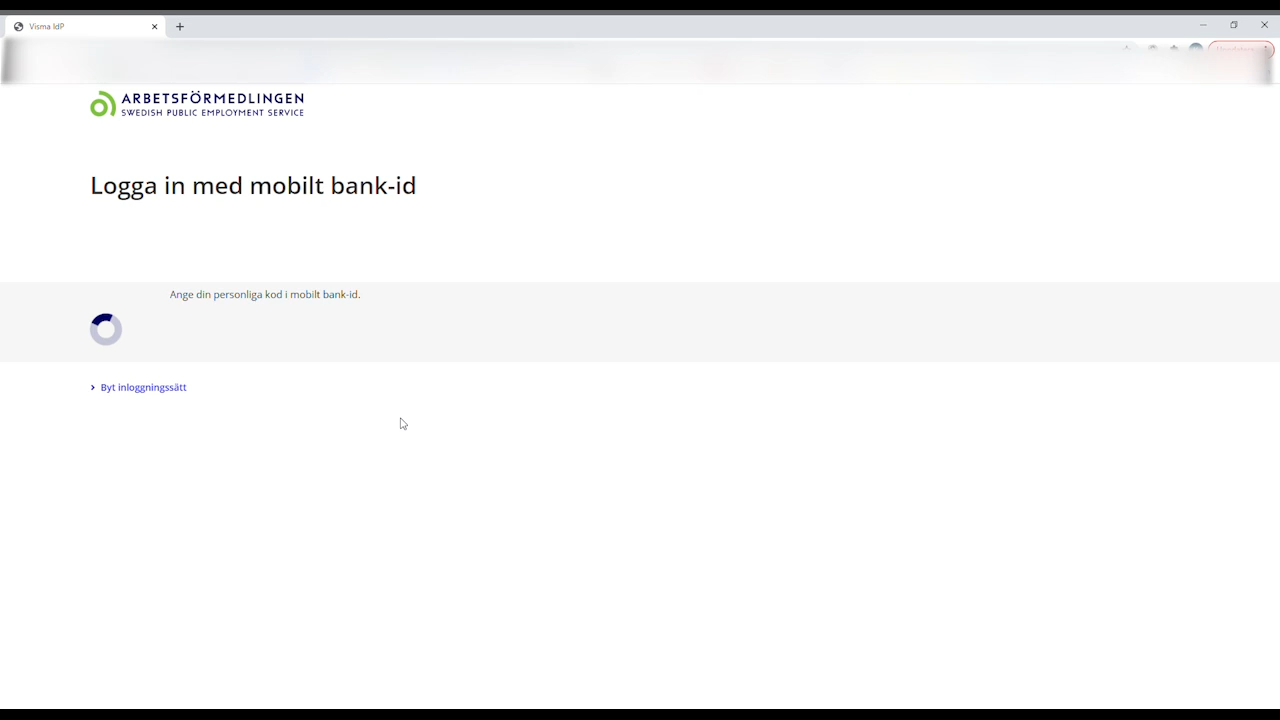 Visma IdP
ARBETSFÖRMEDLINGEN
SWEDISH PUBLIC EMPLOYMENT SERVICE
Logga in med mobilt bank-id
Ange din personliga kod i mobilt bank-id.
Byt inloggningssätt